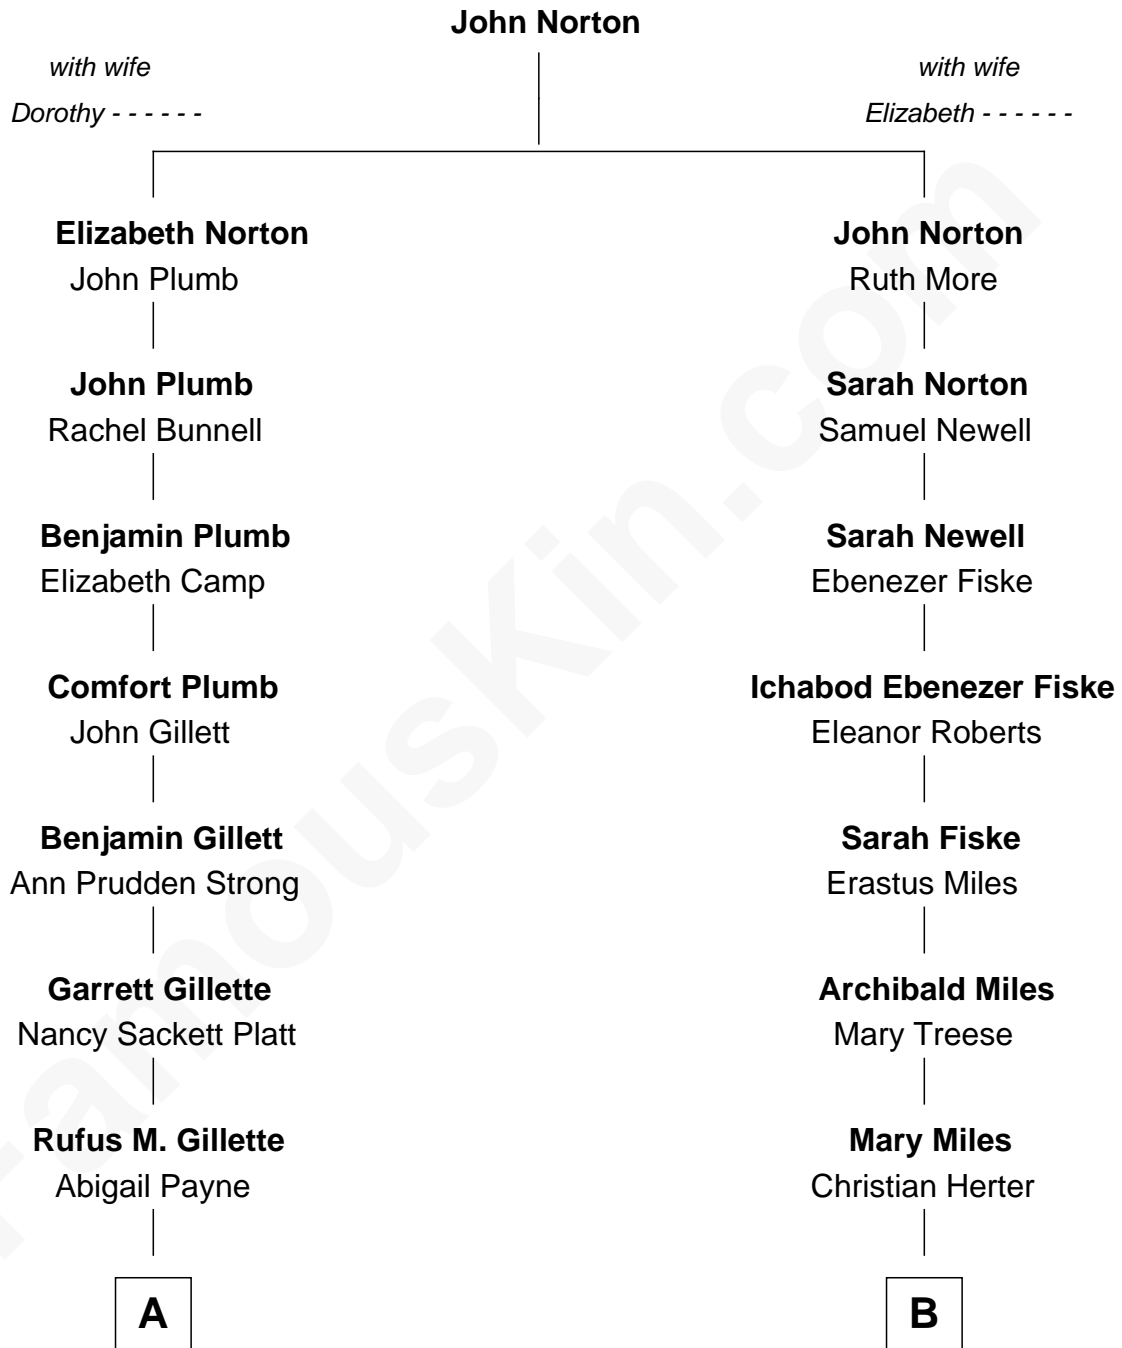 John Norton
with wife
Dorothy - - - - - -
with wife
Elizabeth - - - - - -
Elizabeth Norton
John Plumb
John Norton
Ruth More
John Plumb
Rachel Bunnell
Sarah Norton
Samuel Newell
Benjamin Plumb
Elizabeth Camp
Sarah Newell
Ebenezer Fiske
Comfort Plumb
John Gillett
Ichabod Ebenezer Fiske
Eleanor Roberts
Benjamin Gillett
Ann Prudden Strong
Sarah Fiske
Erastus Miles
Garrett Gillette
Nancy Sackett Platt
Archibald Miles
Mary Treese
Rufus M. Gillette
Abigail Payne
Mary Miles
Christian Herter
A
B
FamousKin.com